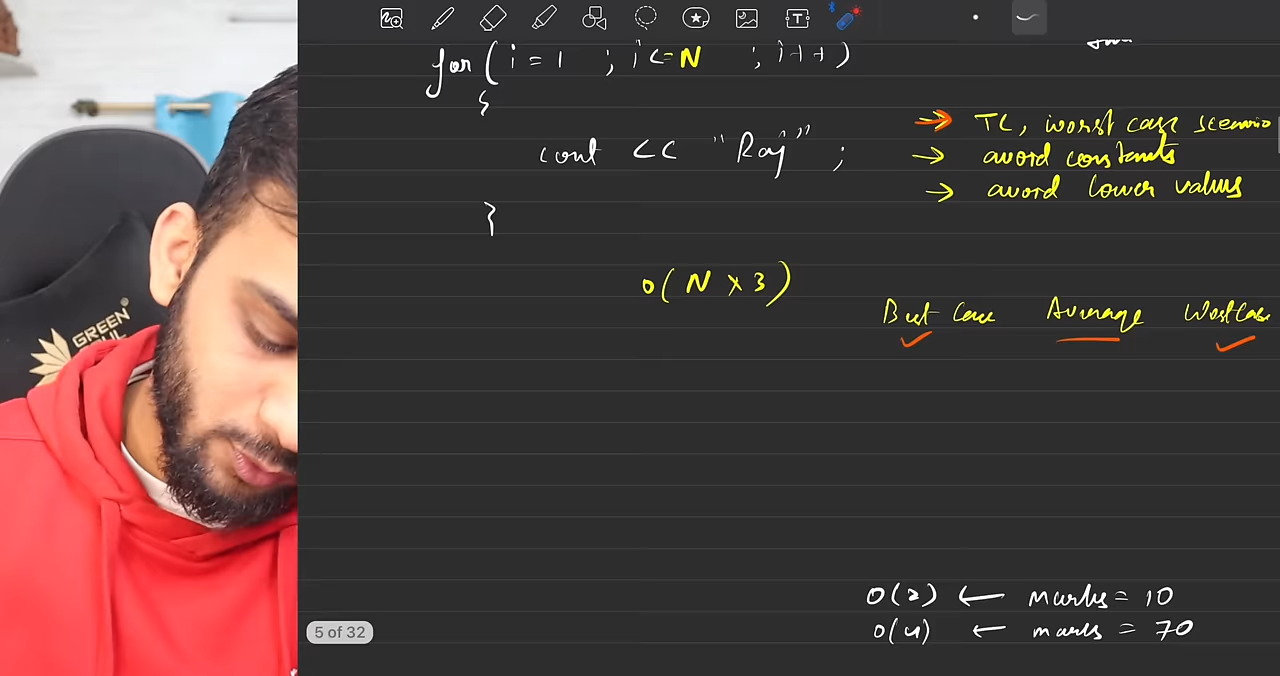 for ( i = 1 ; i <= N ; i++ )
{
cout << "Raj" ;
}
→ TC, worst case scenario
→ avoid constants
→ avoid lower values
O( N x 3 )
Best Case Average Worst Case
GREEN
O(2) ← marks = 10
O(4) ← marks = 70
5 of 32